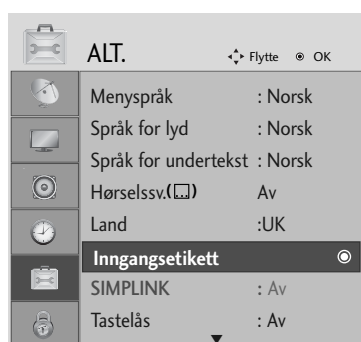 ALT. Flytte OK
Menyspråk : Norsk
Språk for lyd : Norsk
Språk for undertekst : Norsk
Hørselssv.( ) Av
Land :UK
Inngangsetikett
SIMPLINK : Av
Tastelås : Av